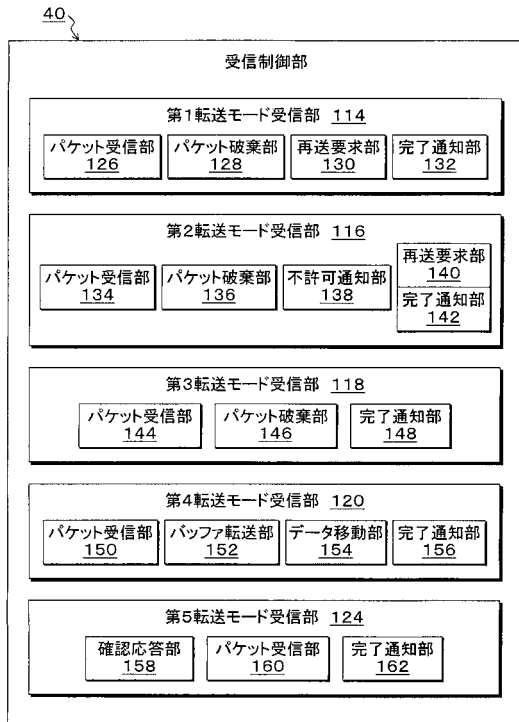 40
受信制御部
第1転送モード受信部 114
パケット受信部 パケット破棄部 再送要求部 完了通知部
126 128 130 132
第2転送モード受信部 116
パケット受信部 パケット破棄部 不許可通知部 再送要求部
134 136 138 140
完了通知部
142
第3転送モード受信部 118
パケット受信部 パケット破棄部 完了通知部
144 146 148
第4転送モード受信部 120
パケット受信部 バッファ転送部 データ移動部 完了通知部
150 152 154 156
第5転送モード受信部 124
確認応答部 パケット受信部 完了通知部
158 160 162